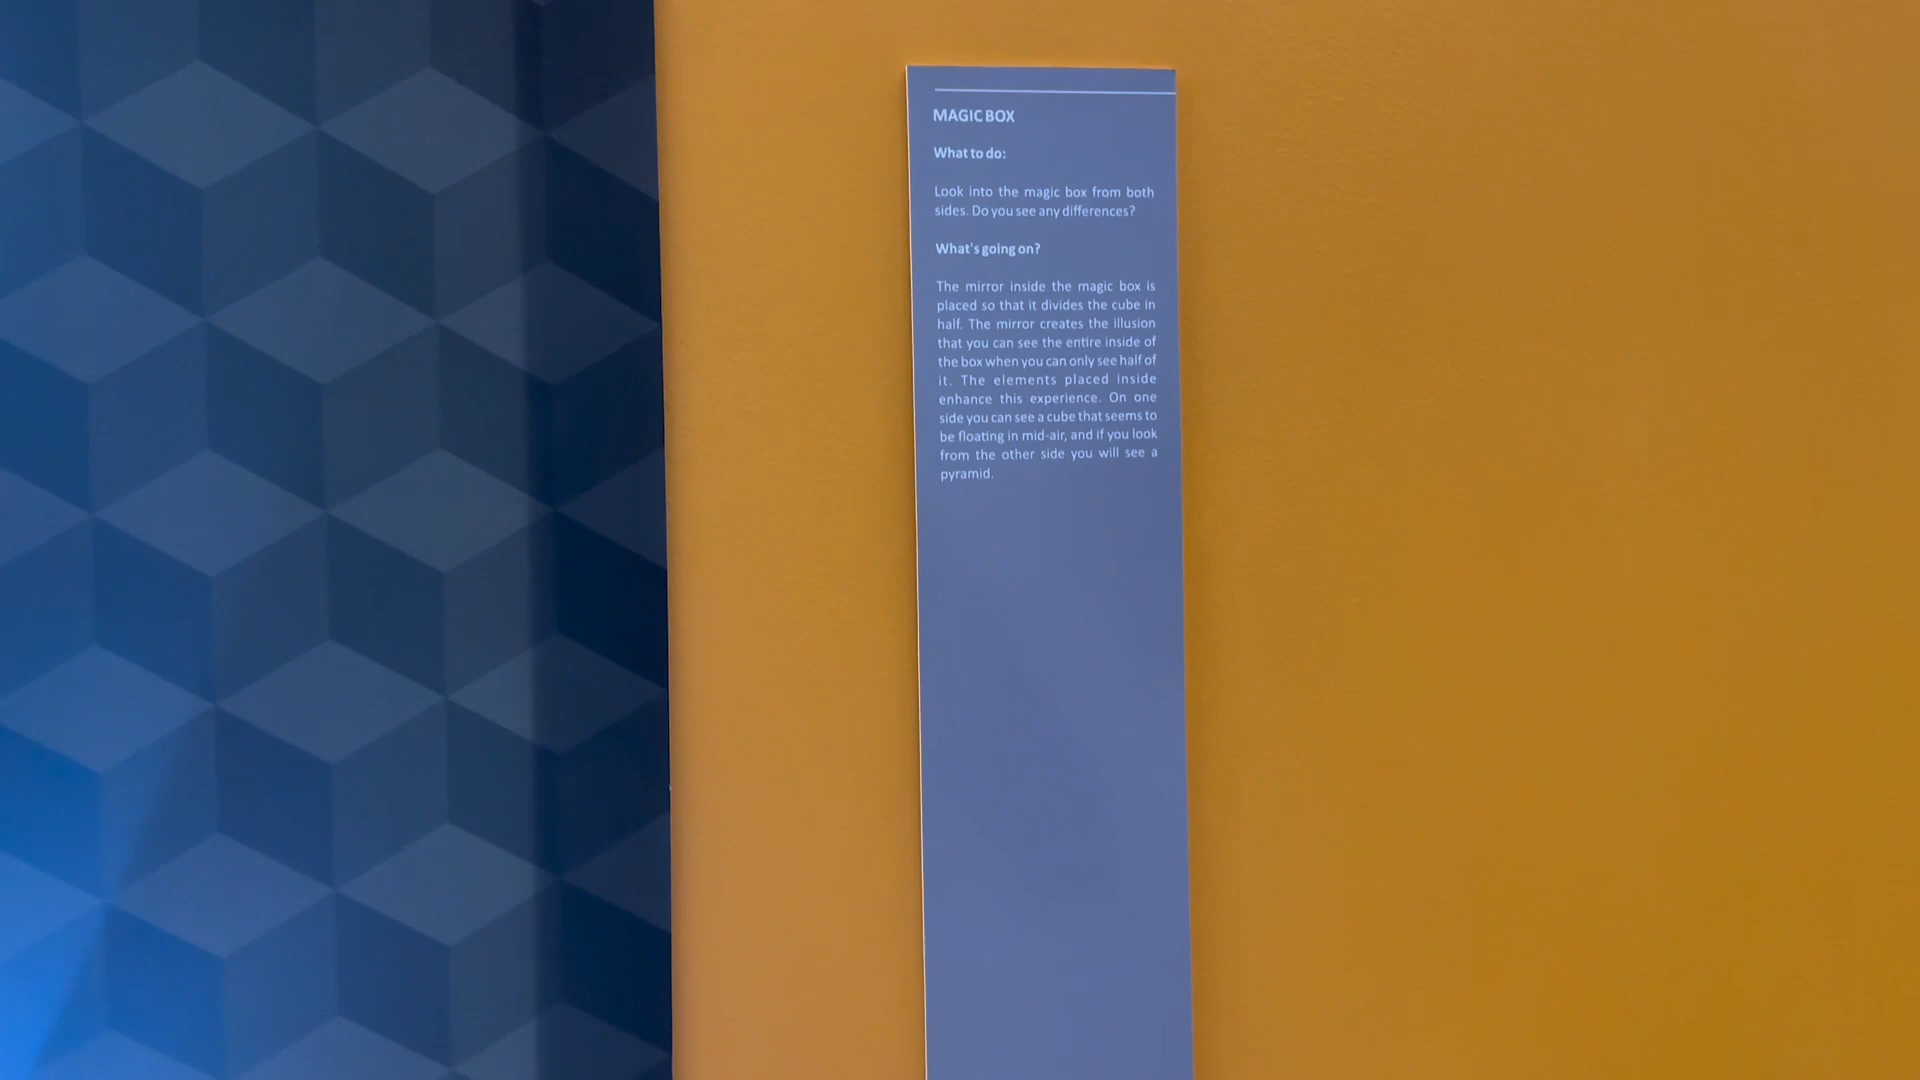 MAGIC BOX
What to do:
Look into the magic box from both
sides. Do you see any differences?
What's going on?
The mirror inside the magic box is
placed so that it divides the cube in
half. The mirror creates the illusion
that you can see the entire inside of
the box when you can only see half of
it. The elements placed inside
enhance this experience. On one
side you can see a cube that seems to
be floating in mid-air, and if you look
from the other side you will see a
pyramid.